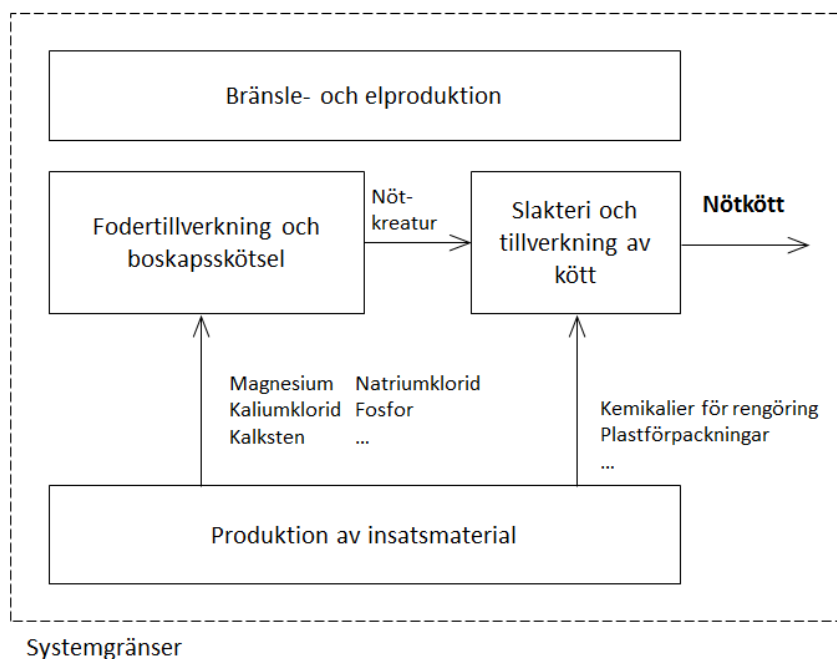 Bränsle- och elproduktion
Fodertillverkning och
boskapsskötsel
Nöt-
kreatur
Slakteri och
tillverkning av
kött
Nötkött
Magnesium Natriumklorid
Kaliumklorid Fosfor
Kalksten ...
Kemikalier för rengöring
Plastförpackningar
...
Produktion av insatsmaterial
Systemgränser